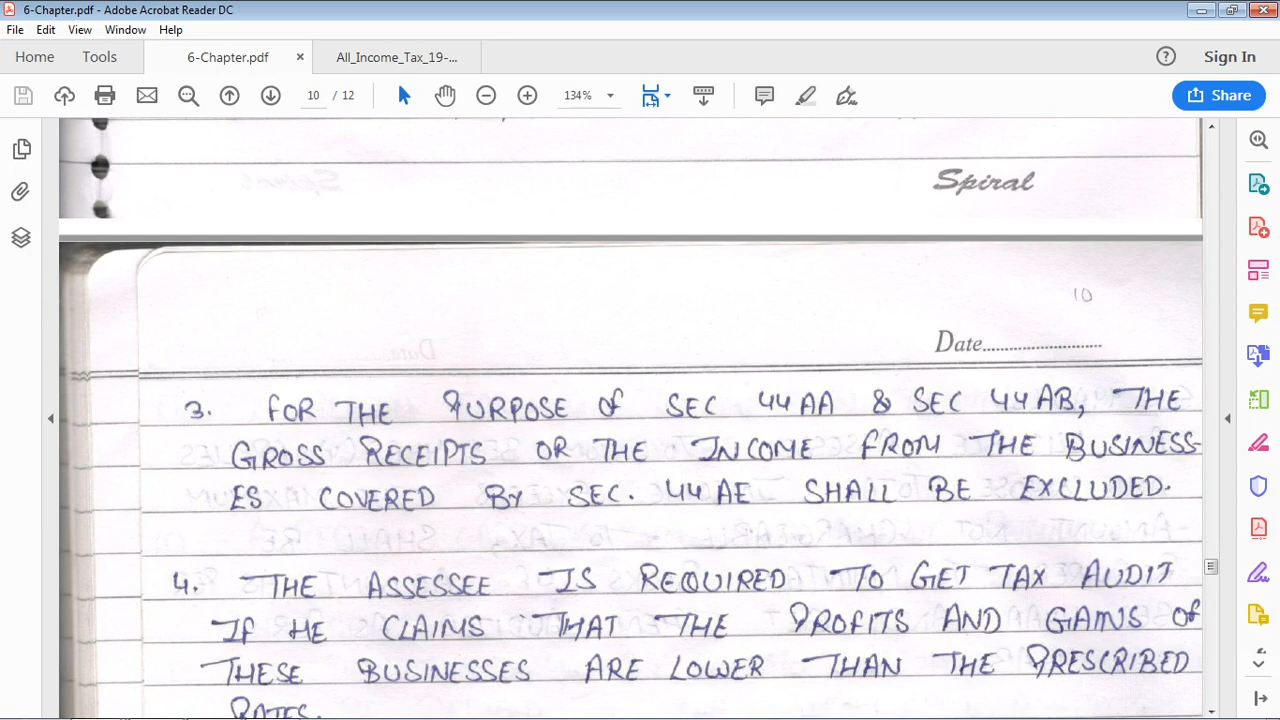 6-Chapter.pdf - Adobe Acrobat Reader DC
File Edit View Window Help
Home Tools 6-Chapter.pdf × All_Income_Tax_19-... Sign In
10 / 12 134% Share
Spiral
10
Date..........................
3. FOR THE PURPOSE OF SEC 44AA & SEC 44AB, THE
GROSS RECEIPTS OR THE INCOME FROM THE BUSINESS-
ES COVERED BY SEC. 44AE SHALL BE EXCLUDED.
4. THE ASSESSEE IS REQUIRED TO GET TAX AUDIT
IF HE CLAIMS THAT THE PROFITS AND GAINS OF
THESE BUSINESSES ARE LOWER THAN THE PRESCRIBED
RATES.